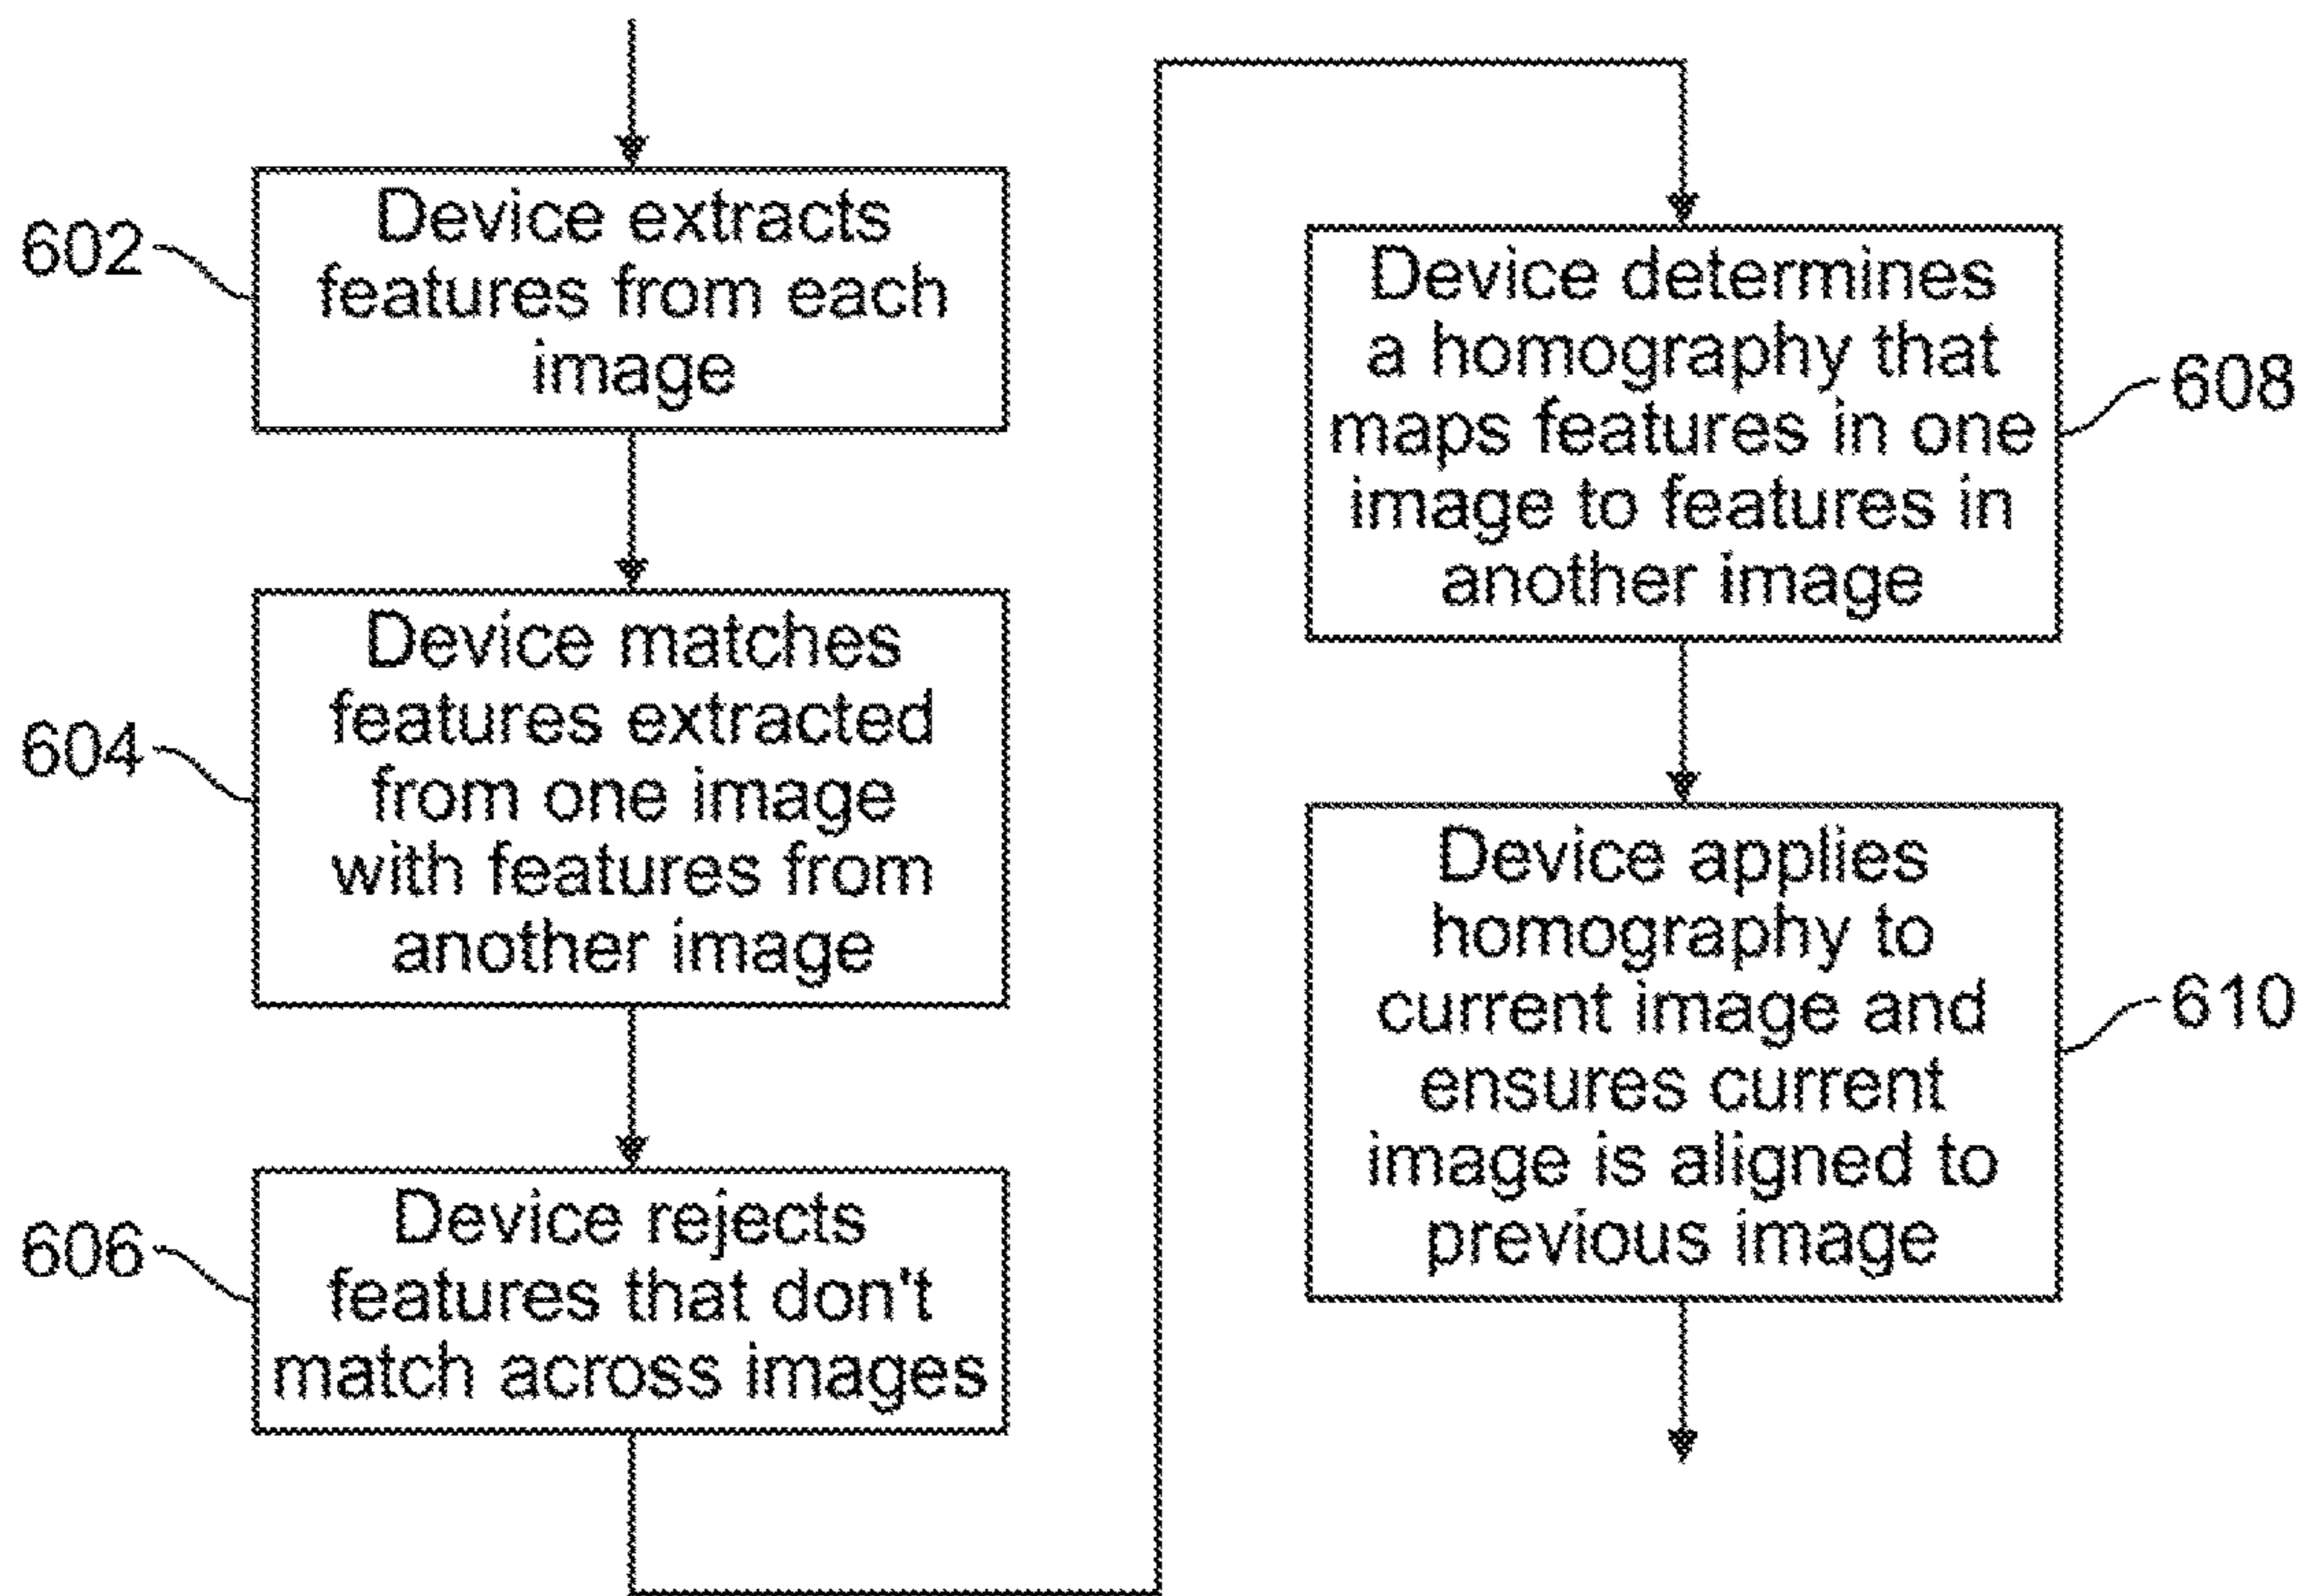 602
Device extracts
features from each
image
604
Device matches
features extracted
from one image
with features from
another image
606
Device rejects
features that don't
match across images
608
Device determines
a homography that
maps features in one
image to features in
another image
610
Device applies
homography to
current image and
ensures current
image is aligned to
previous image